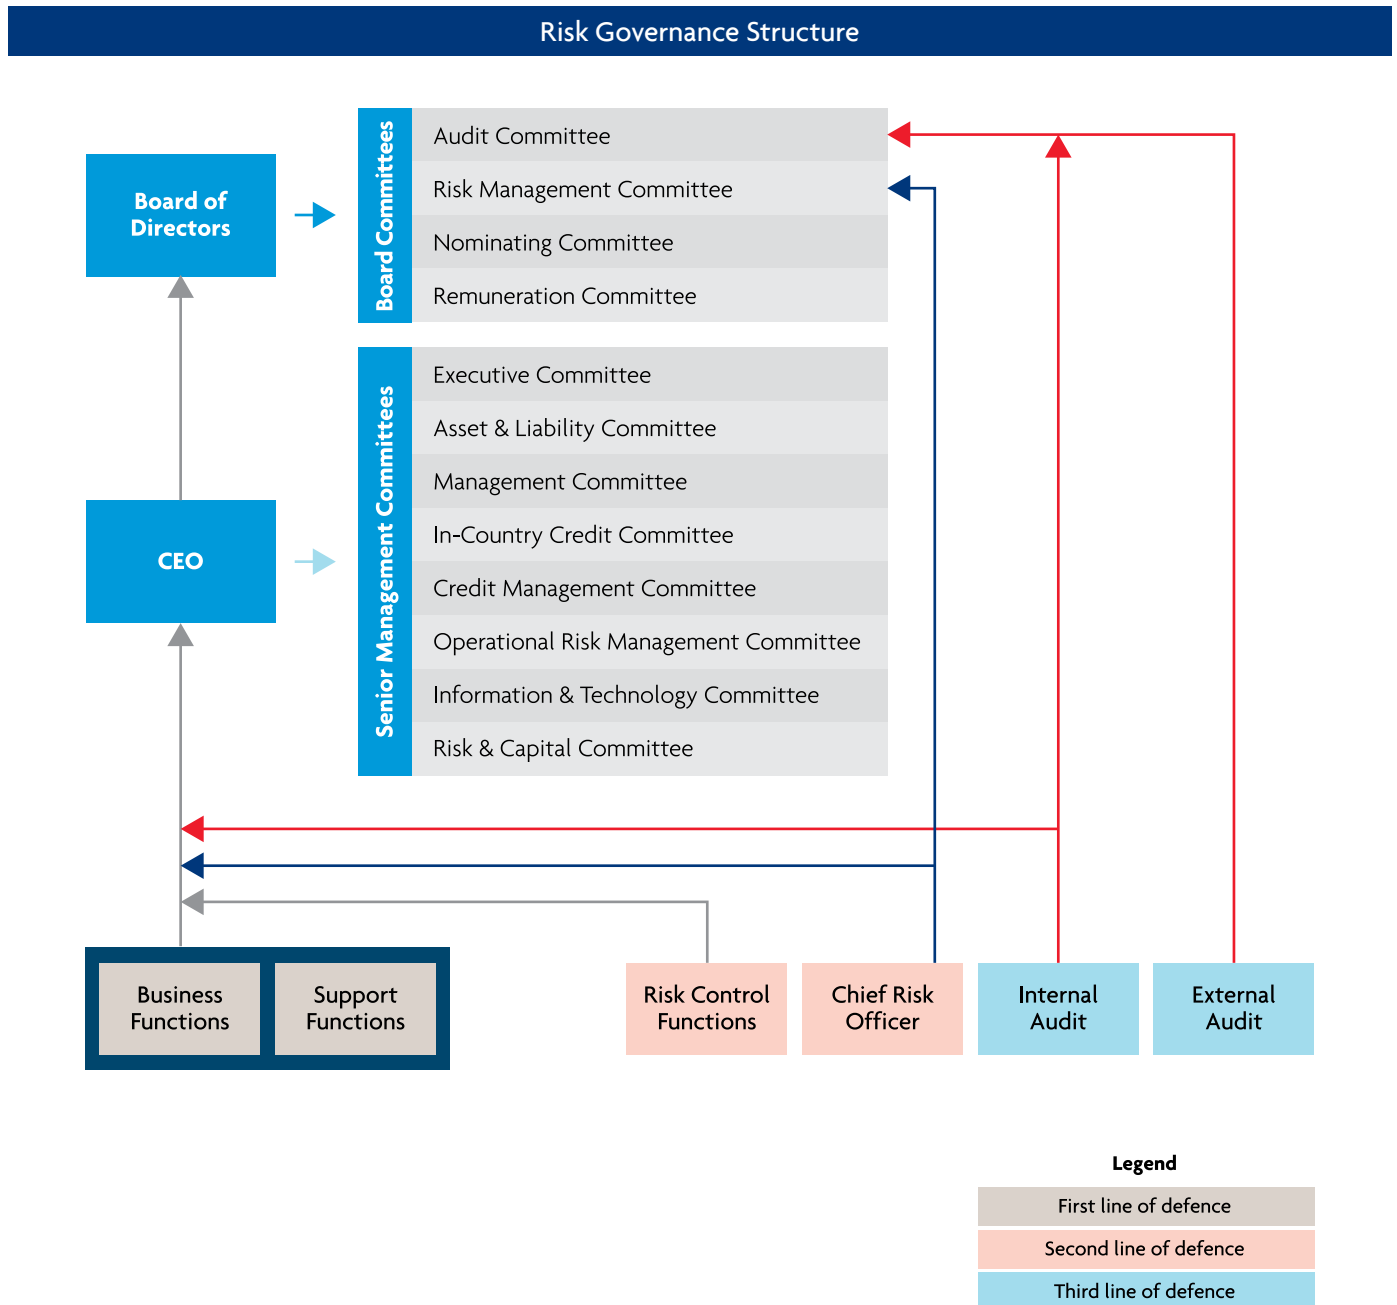 Risk Governance Structure
Board of
Directors
Board Committees
Audit Committee
Risk Management Committee
Nominating Committee
Remuneration Committee
CEO
Senior Management Committees
Executive Committee
Asset & Liability Committee
Management Committee
In-Country Credit Committee
Credit Management Committee
Operational Risk Management Committee
Information & Technology Committee
Risk & Capital Committee
Business
Functions
Support
Functions
Risk Control
Functions
Chief Risk
Officer
Internal
Audit
External
Audit
Legend
First line of defence
Second line of defence
Third line of defence